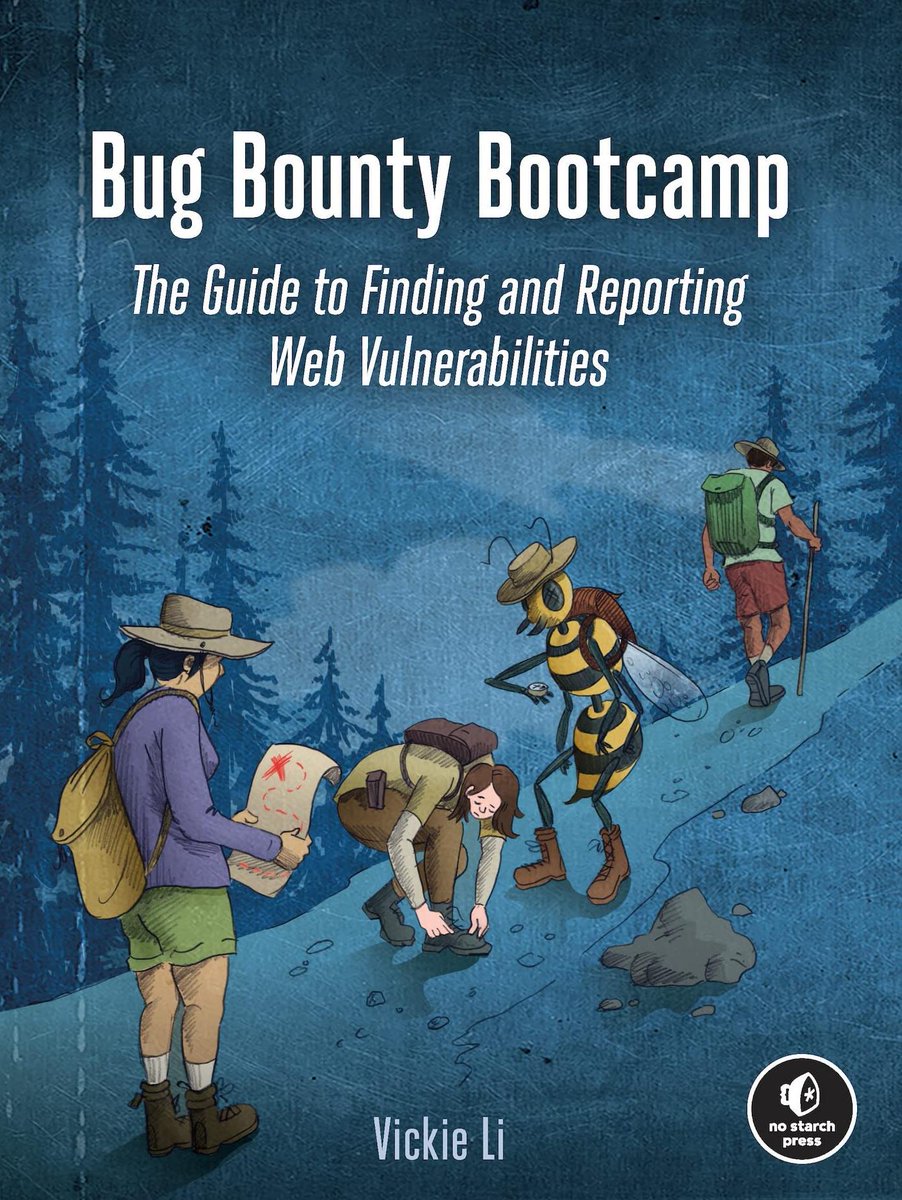 Bug Bounty Bootcamp
The Guide to Finding and Reporting
Web Vulnerabilities
Vickie Li
no starch
press